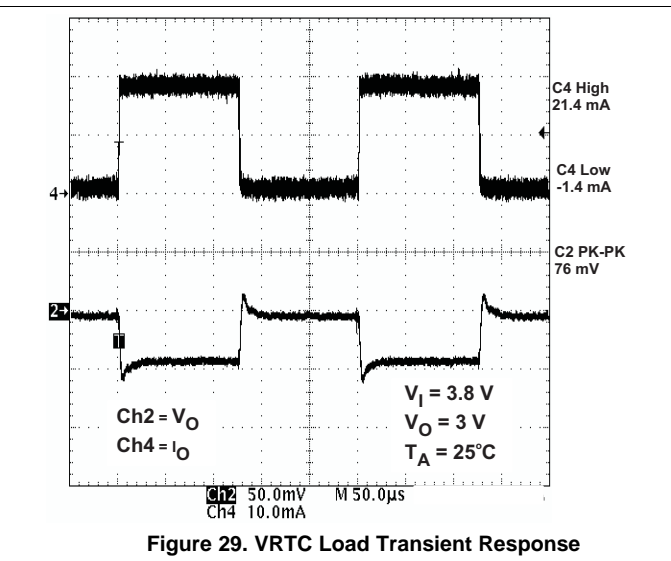 C4 High
21.4 mA
C4 Low
-1.4 mA
4→
C2 PK-PK
76 mV
2→
T
T
Ch2 = VO
Ch4 = IO
VI = 3.8 V
VO = 3 V
TA = 25°C
Ch2 50.0mV M 50.0µs
Ch4 10.0mA
Figure 29. VRTC Load Transient Response